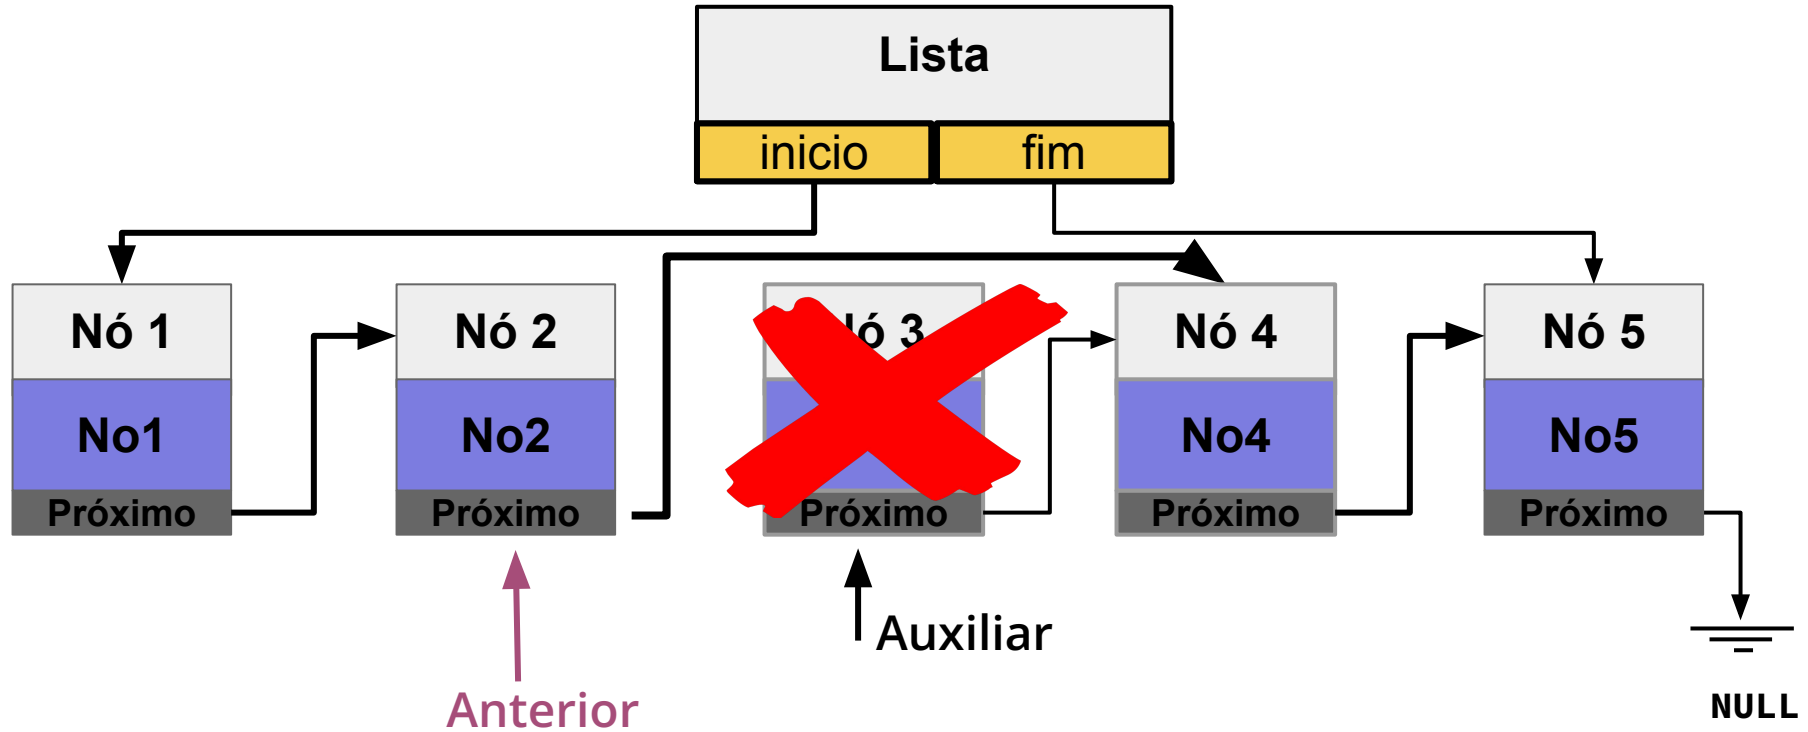 Lista
inicio
fim
Nó 1
Nó 2
ó 3
Nó 4
Nó 5
No1
No2
No4
No5
Próximo
Próximo
Próximo
Próximo
Próximo
Auxiliar
Anterior
NULL